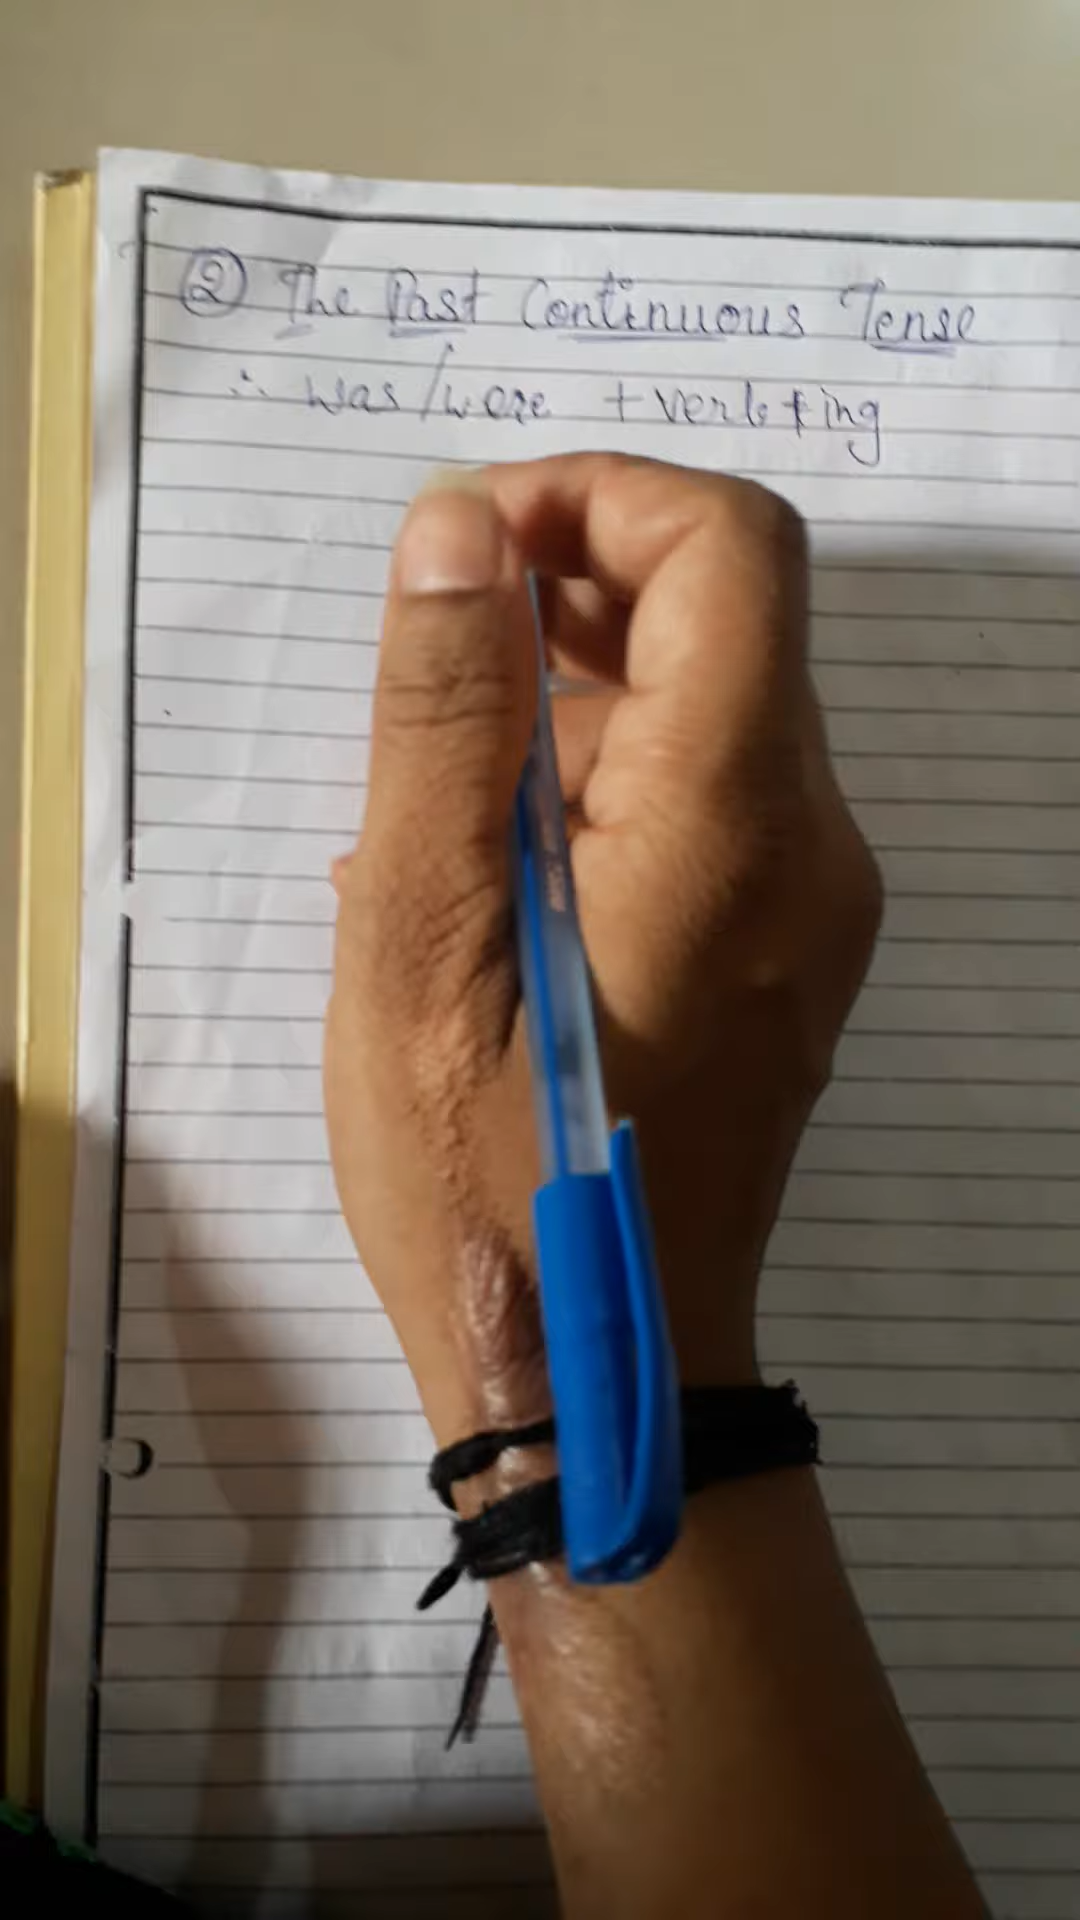 ② The Past Continuous Tense
∴ was/were + verb + ing